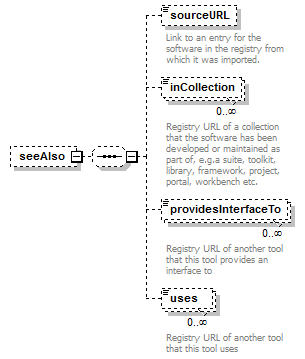 sourceURL
Link to an entry for the
software in the registry from
which it was imported.
inCollection
0..∞
Registry URL of a collection
that the software has been
developed or maintained as
part of, e.g.a suite, toolkit,
library, framework, project,
portal, workbench etc.
seeAlso
providesInterfaceTo
0..∞
Registry URL of another tool
that this tool provides an
interface to
uses
0..∞
Registry URL of another tool
that this tool uses